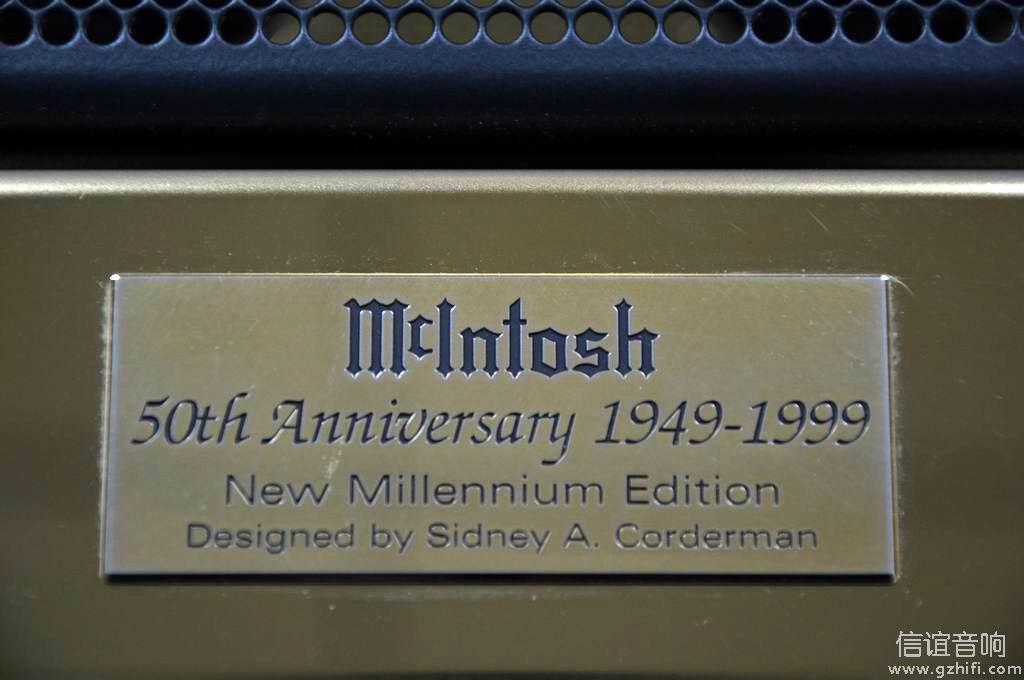 McIntosh
50th Anniversary 1949-1999
New Millennium Edition
Designed by Sidney A. Corderman
信谊音响
www.gzhifi.com